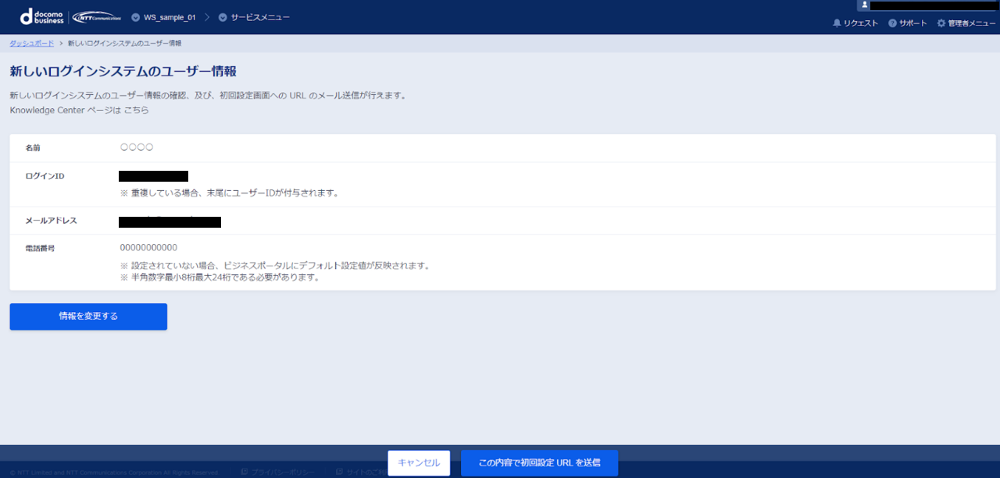 docomo business NTT Communications WS_sample_01 サービスメニュー
リクエスト サポート 管理者メニュー
ダッシュボード > 新しいログインシステムのユーザー情報
新しいログインシステムのユーザー情報
新しいログインシステムのユーザー情報の確認、及び、初回設定画面への URL のメール送信が行えます。
Knowledge Center ページは こちら
名前 〇〇〇〇
ログインID
※ 重複している場合、末尾にユーザーIDが付与されます。
メールアドレス
電話番号 00000000000
※ 設定されていない場合、ビジネスポータルにデフォルト設定値が反映されます。
※ 半角数字最小8桁最大24桁である必要があります。
情報を変更する
キャンセル この内容で初回設定 URL を送信
© NTT Limited and NTT Communications Corporation All Rights Reserved プライバシーポリシー サイトのご利